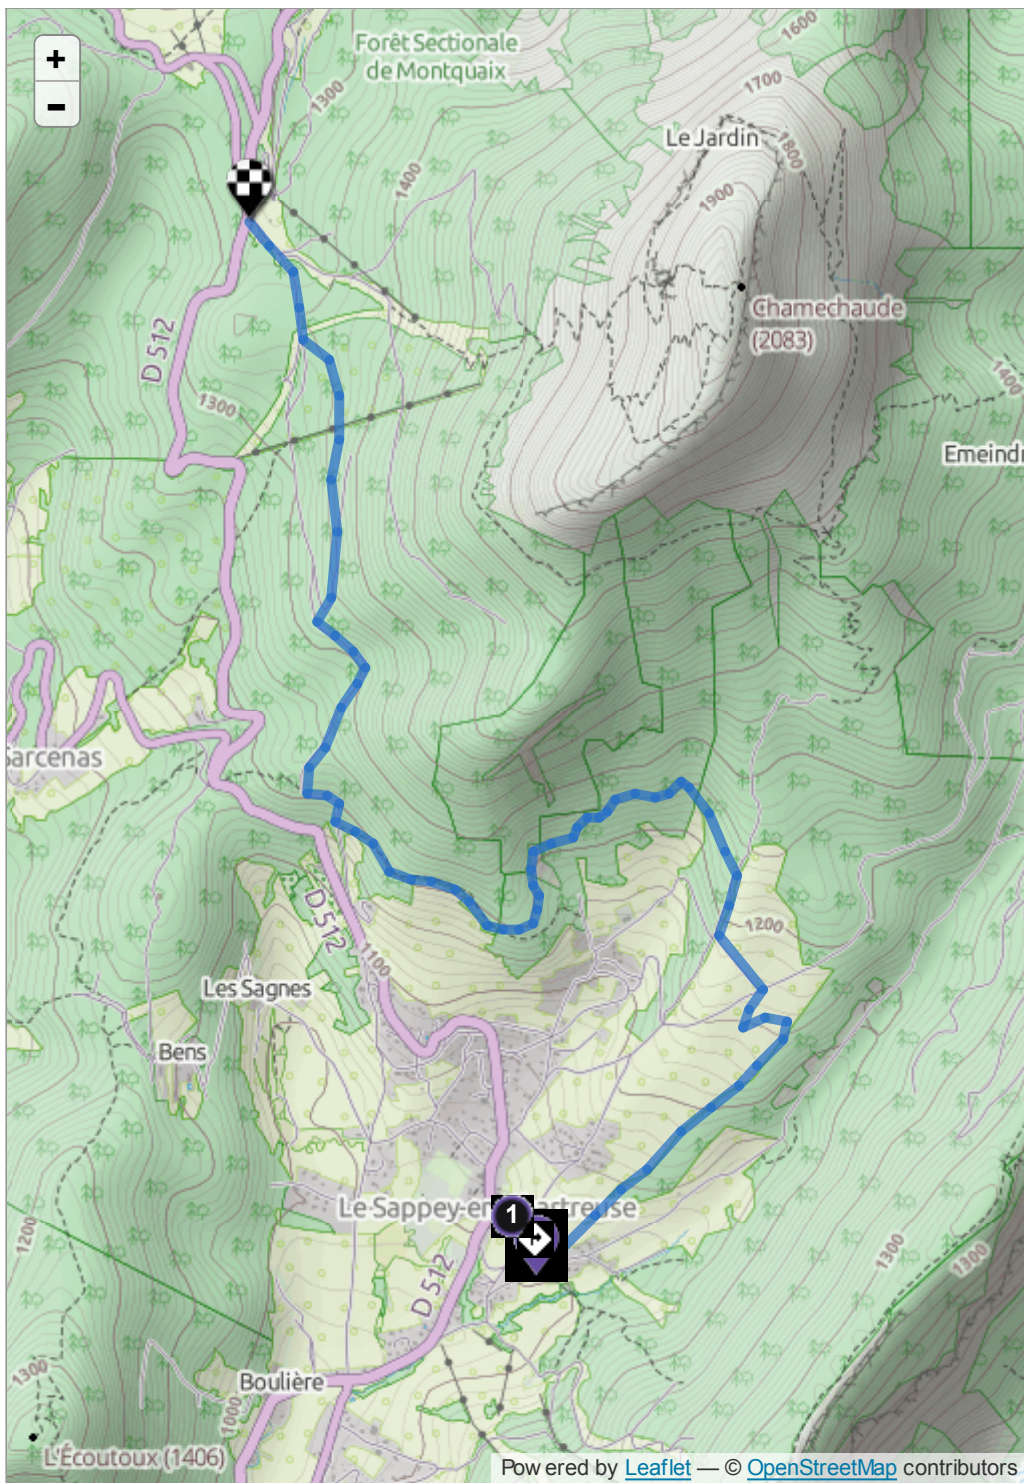 +
−
Forêt Sectionale
de Montquaix
1600
1700
1300
Le Jardin
1800
1400
1900
Chamechaude
(2083)
D 512
1400
1300
Emeindr
Sarcenas
D 512
1200
1100
Les Sagnes
Bens
1
Le Sappey-en-
artreuse
1200
D 512
1300
1300
1300
Boulière
1000
L'Écoutoux (1406)
Powered by Leaflet — © OpenStreetMap contributors